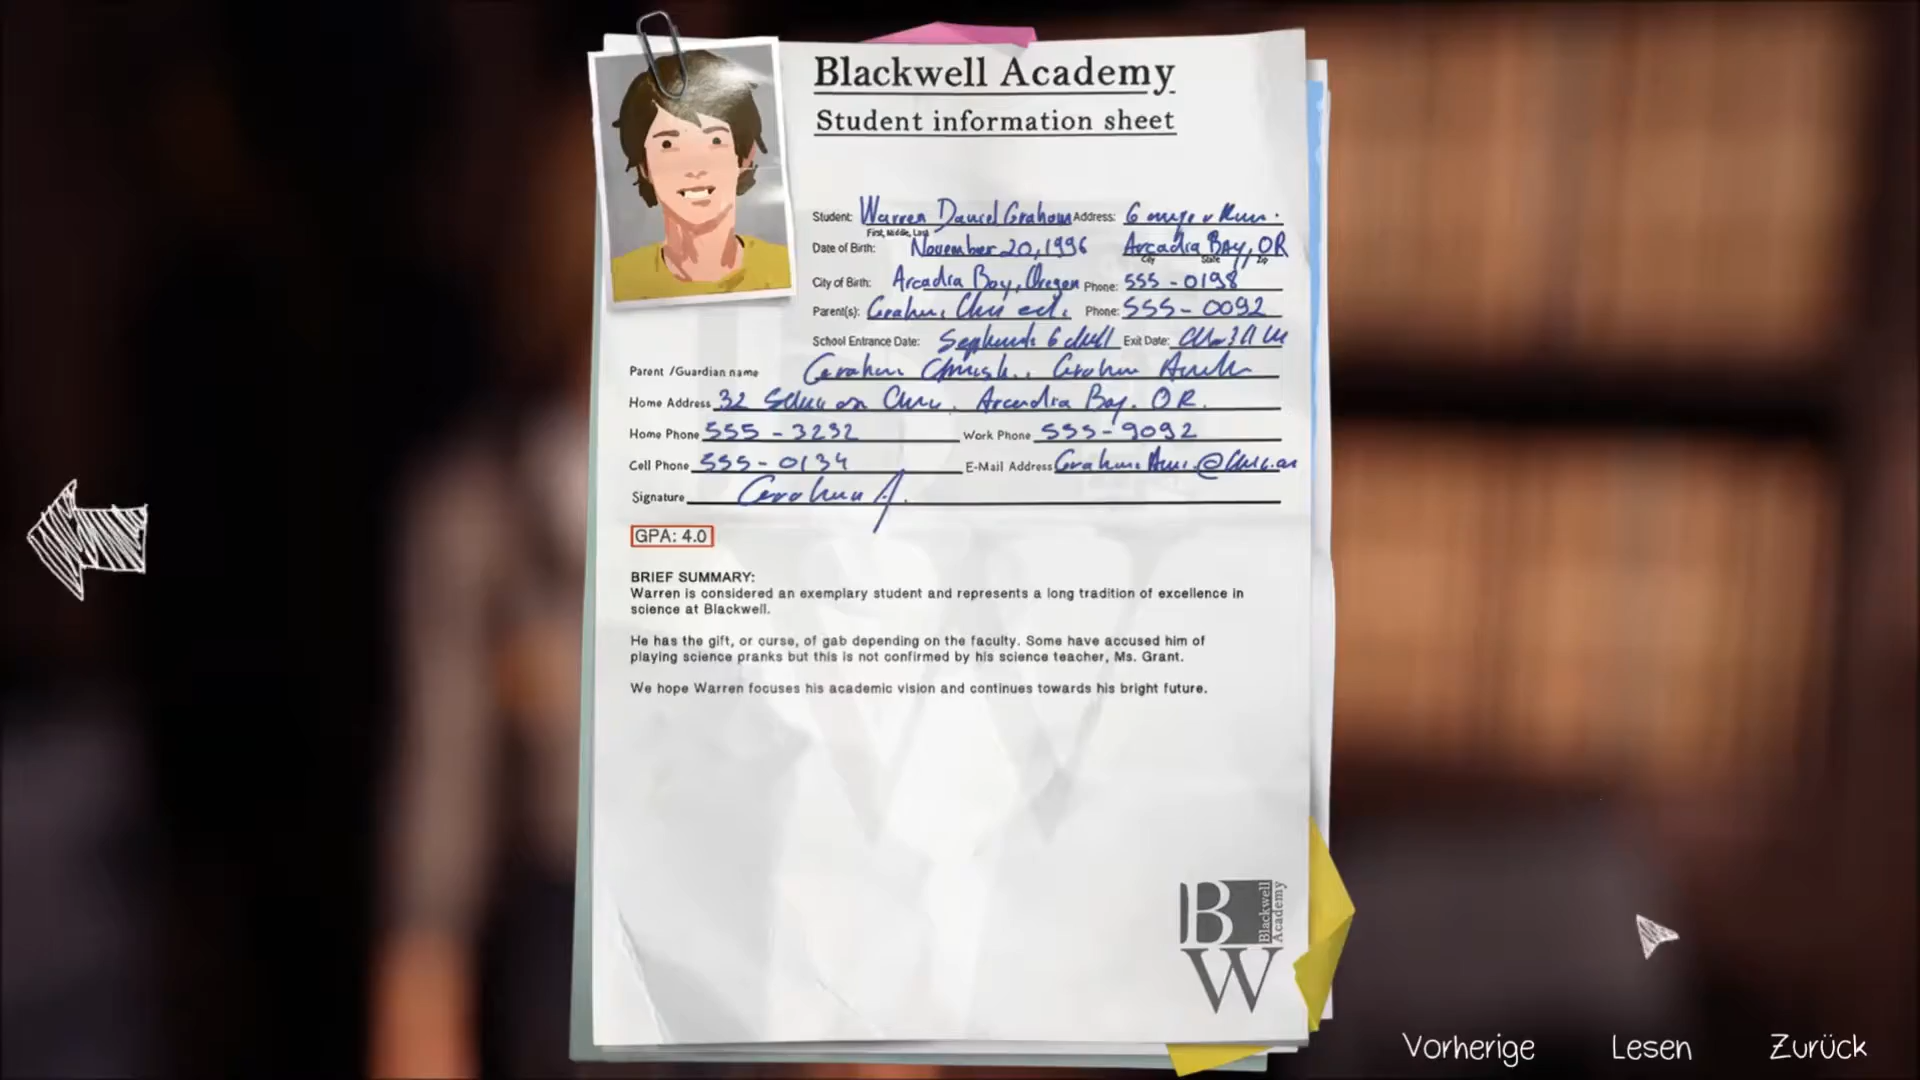 Blackwell Academy
Student information sheet
Student: Warren Daniel Graham Address:
First, Middle, Last
Date of Birth: November 20, 1996 Arcadia Bay, OR
City State Zip
City of Birth: Arcadia Bay, Oregon Phone: 555-0198
Parent(s): Graham Phone: 555-0092
School Entrance Date: Exit Date:
Parent /Guardian name Graham Graham
Home Address 32 Arcadia Bay. OR.
Home Phone 555-3232 Work Phone 555-9092
Cell Phone 555-0134 E-Mail Address
Signature Graham A.
GPA: 4.0
BRIEF SUMMARY:
Warren is considered an exemplary student and represents a long tradition of excellence in
science at Blackwell.
He has the gift, or curse, of gab depending on the faculty. Some have accused him of
playing science pranks but this is not confirmed by his science teacher, Ms. Grant.
We hope Warren focuses his academic vision and continues towards his bright future.
B Blackwell Academy
W
Vorherige Lesen Zurück